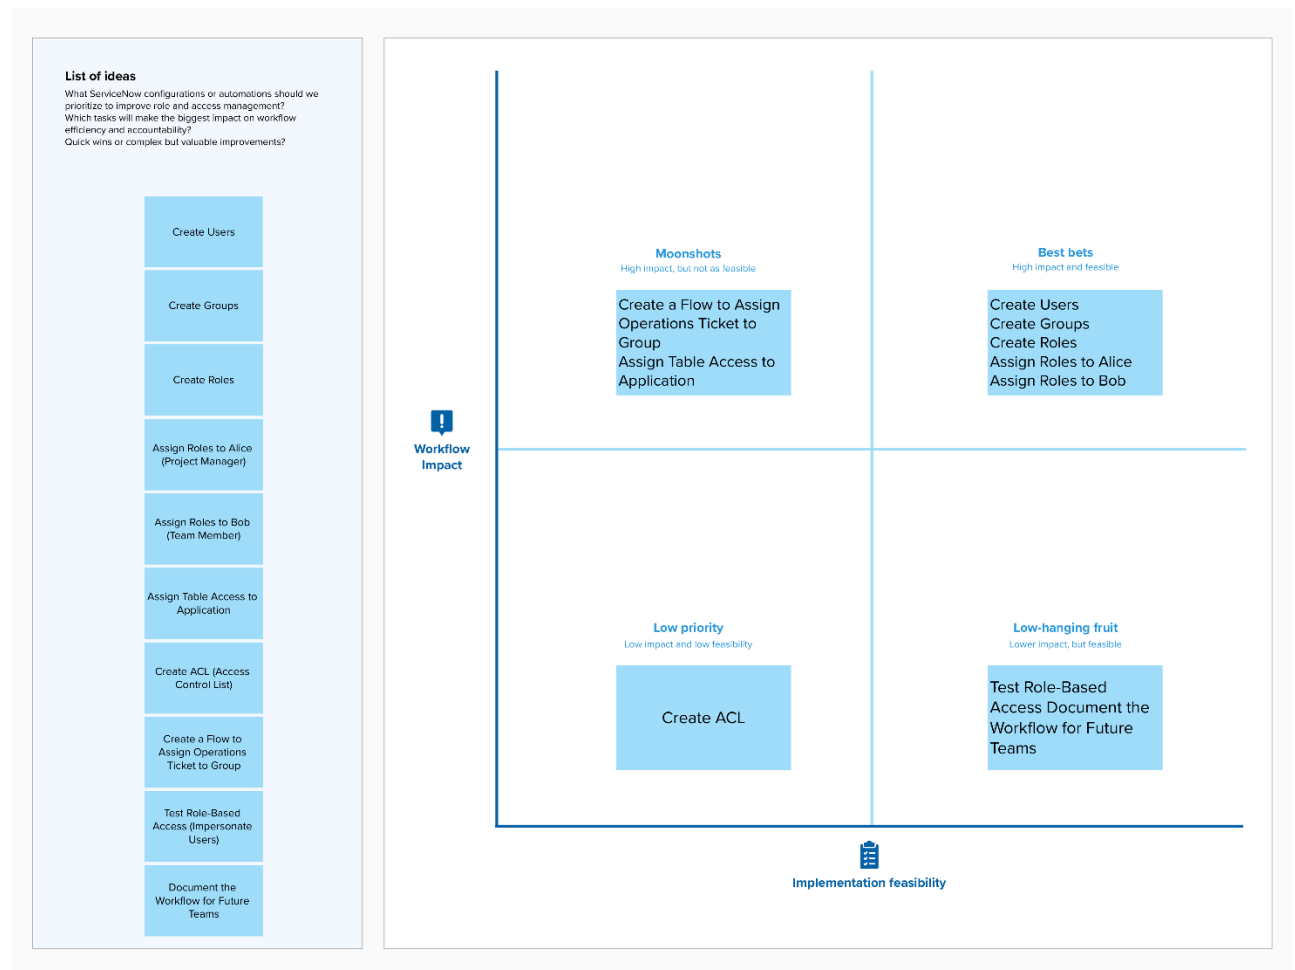 List of ideas
What ServiceNow configurations or automations should we
prioritize to improve role and access management?
Which tasks will make the biggest impact on workflow
efficiency and accountability?
Quick wins or complex but valuable improvements?
Create Users
Create Groups
Create Roles
Assign Roles to Alice
(Project Manager)
Assign Roles to Bob
(Team Member)
Assign Table Access to
Application
Create ACL (Access
Control List)
Create a Flow to
Assign Operations
Ticket to Group
Test Role-Based
Access (Impersonate
Users)
Document the
Workflow for Future
Teams
Workflow
Impact
Moonshots
High impact, but not as feasible
Create a Flow to Assign
Operations Ticket to
Group
Assign Table Access to
Application
Best bets
High impact and feasible
Create Users
Create Groups
Create Roles
Assign Roles to Alice
Assign Roles to Bob
Low priority
Low impact and low feasibility
Create ACL
Low-hanging fruit
Lower impact, but feasible
Test Role-Based
Access Document the
Workflow for Future
Teams
Implementation feasibility